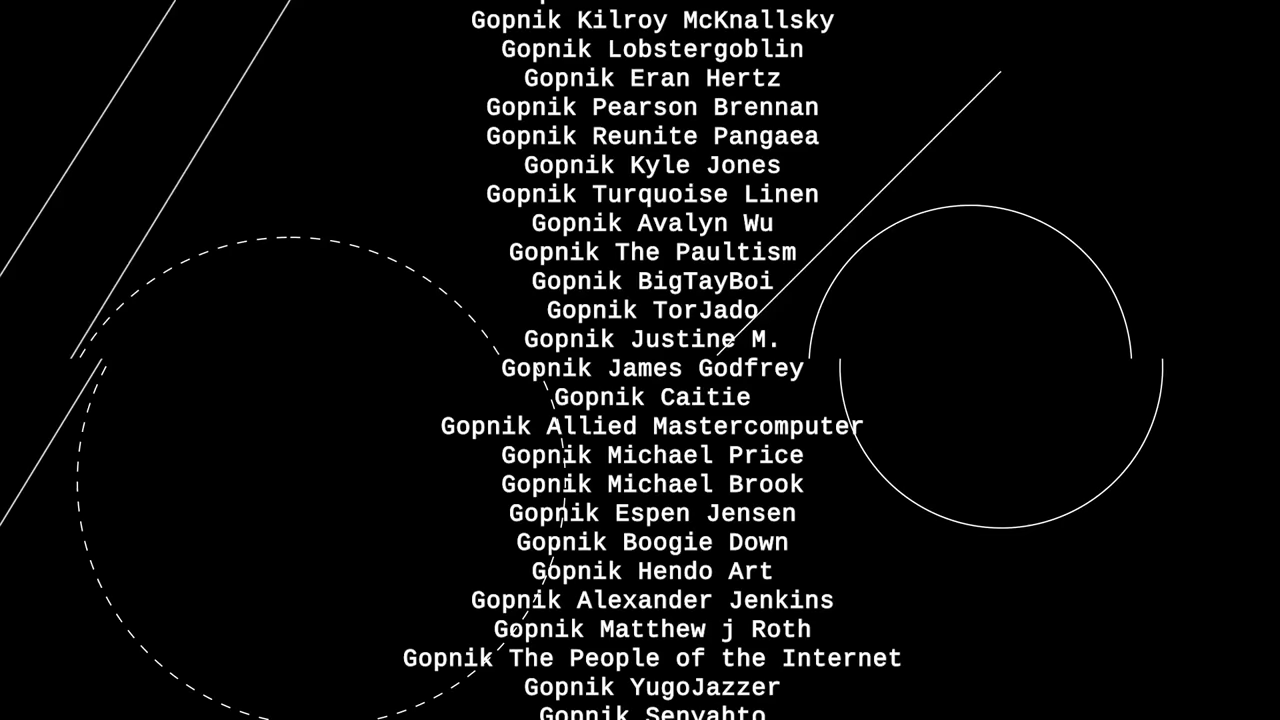 Gopnik Kilroy McKnallsky
Gopnik Lobstergoblin
Gopnik Eran Hertz
Gopnik Pearson Brennan
Gopnik Reunite Pangaea
Gopnik Kyle Jones
Gopnik Turquoise Linen
Gopnik Avalyn Wu
Gopnik The Paultism
Gopnik BigTayBoi
Gopnik TorJado
Gopnik Justine M.
Gopnik James Godfrey
Gopnik Caitie
Gopnik Allied Mastercomputer
Gopnik Michael Price
Gopnik Michael Brook
Gopnik Espen Jensen
Gopnik Boogie Down
Gopnik Hendo Art
Gopnik Alexander Jenkins
Gopnik Matthew j Roth
Gopnik The People of the Internet
Gopnik YugoJazzer
Gopnik Senyahto